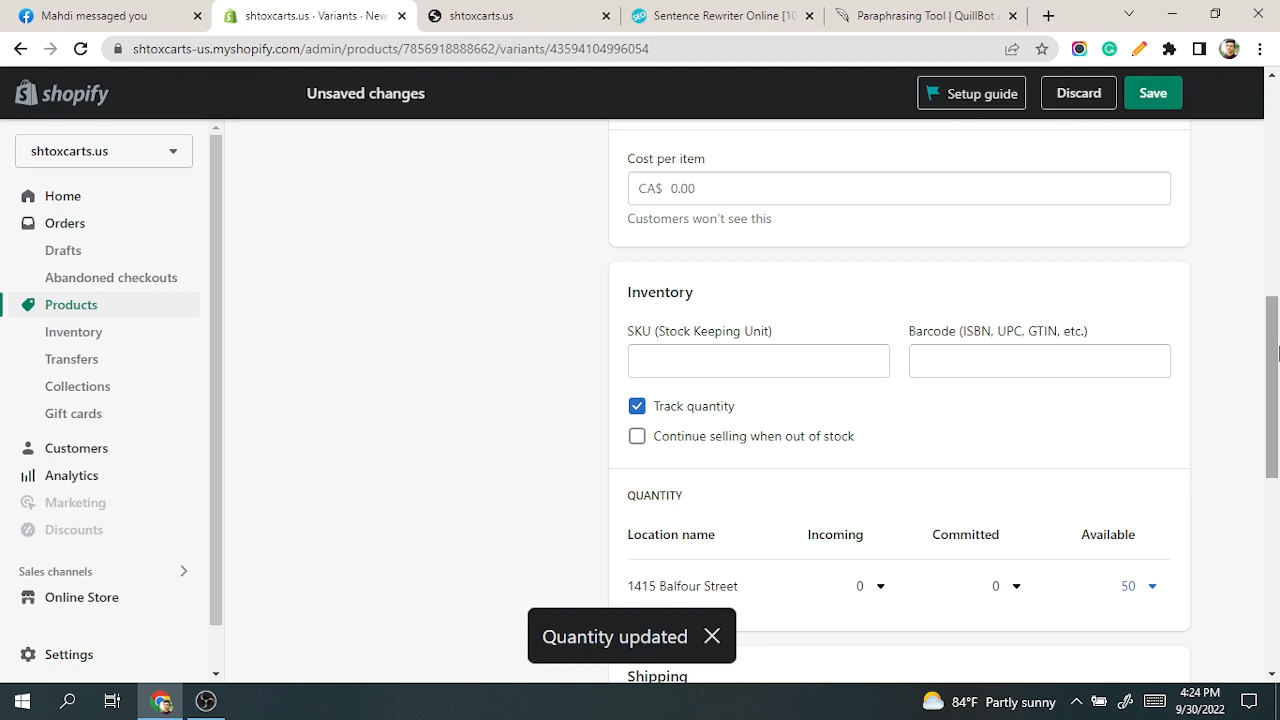 Mahdi messaged you
shtoxcarts.us · Variants · New
shtoxcarts.us
Sentence Rewriter Online [10
Paraphrasing Tool | QuillBot A
shtoxcarts-us.myshopify.com/admin/products/7856918888662/variants/43594104996054
shopify
Unsaved changes
Setup guide
Discard
Save
shtoxcarts.us
Home
Orders
Drafts
Abandoned checkouts
Products
Inventory
Transfers
Collections
Gift cards
Customers
Analytics
Marketing
Discounts
Sales channels
Online Store
Settings
Cost per item
CA$ 0.00
Customers won't see this
Inventory
SKU (Stock Keeping Unit) Barcode (ISBN, UPC, GTIN, etc.)
Track quantity
Continue selling when out of stock
QUANTITY
Location name Incoming Committed Available
1415 Balfour Street 0 0 50
Quantity updated
Shipping
84°F Partly sunny
4:24 PM
9/30/2022